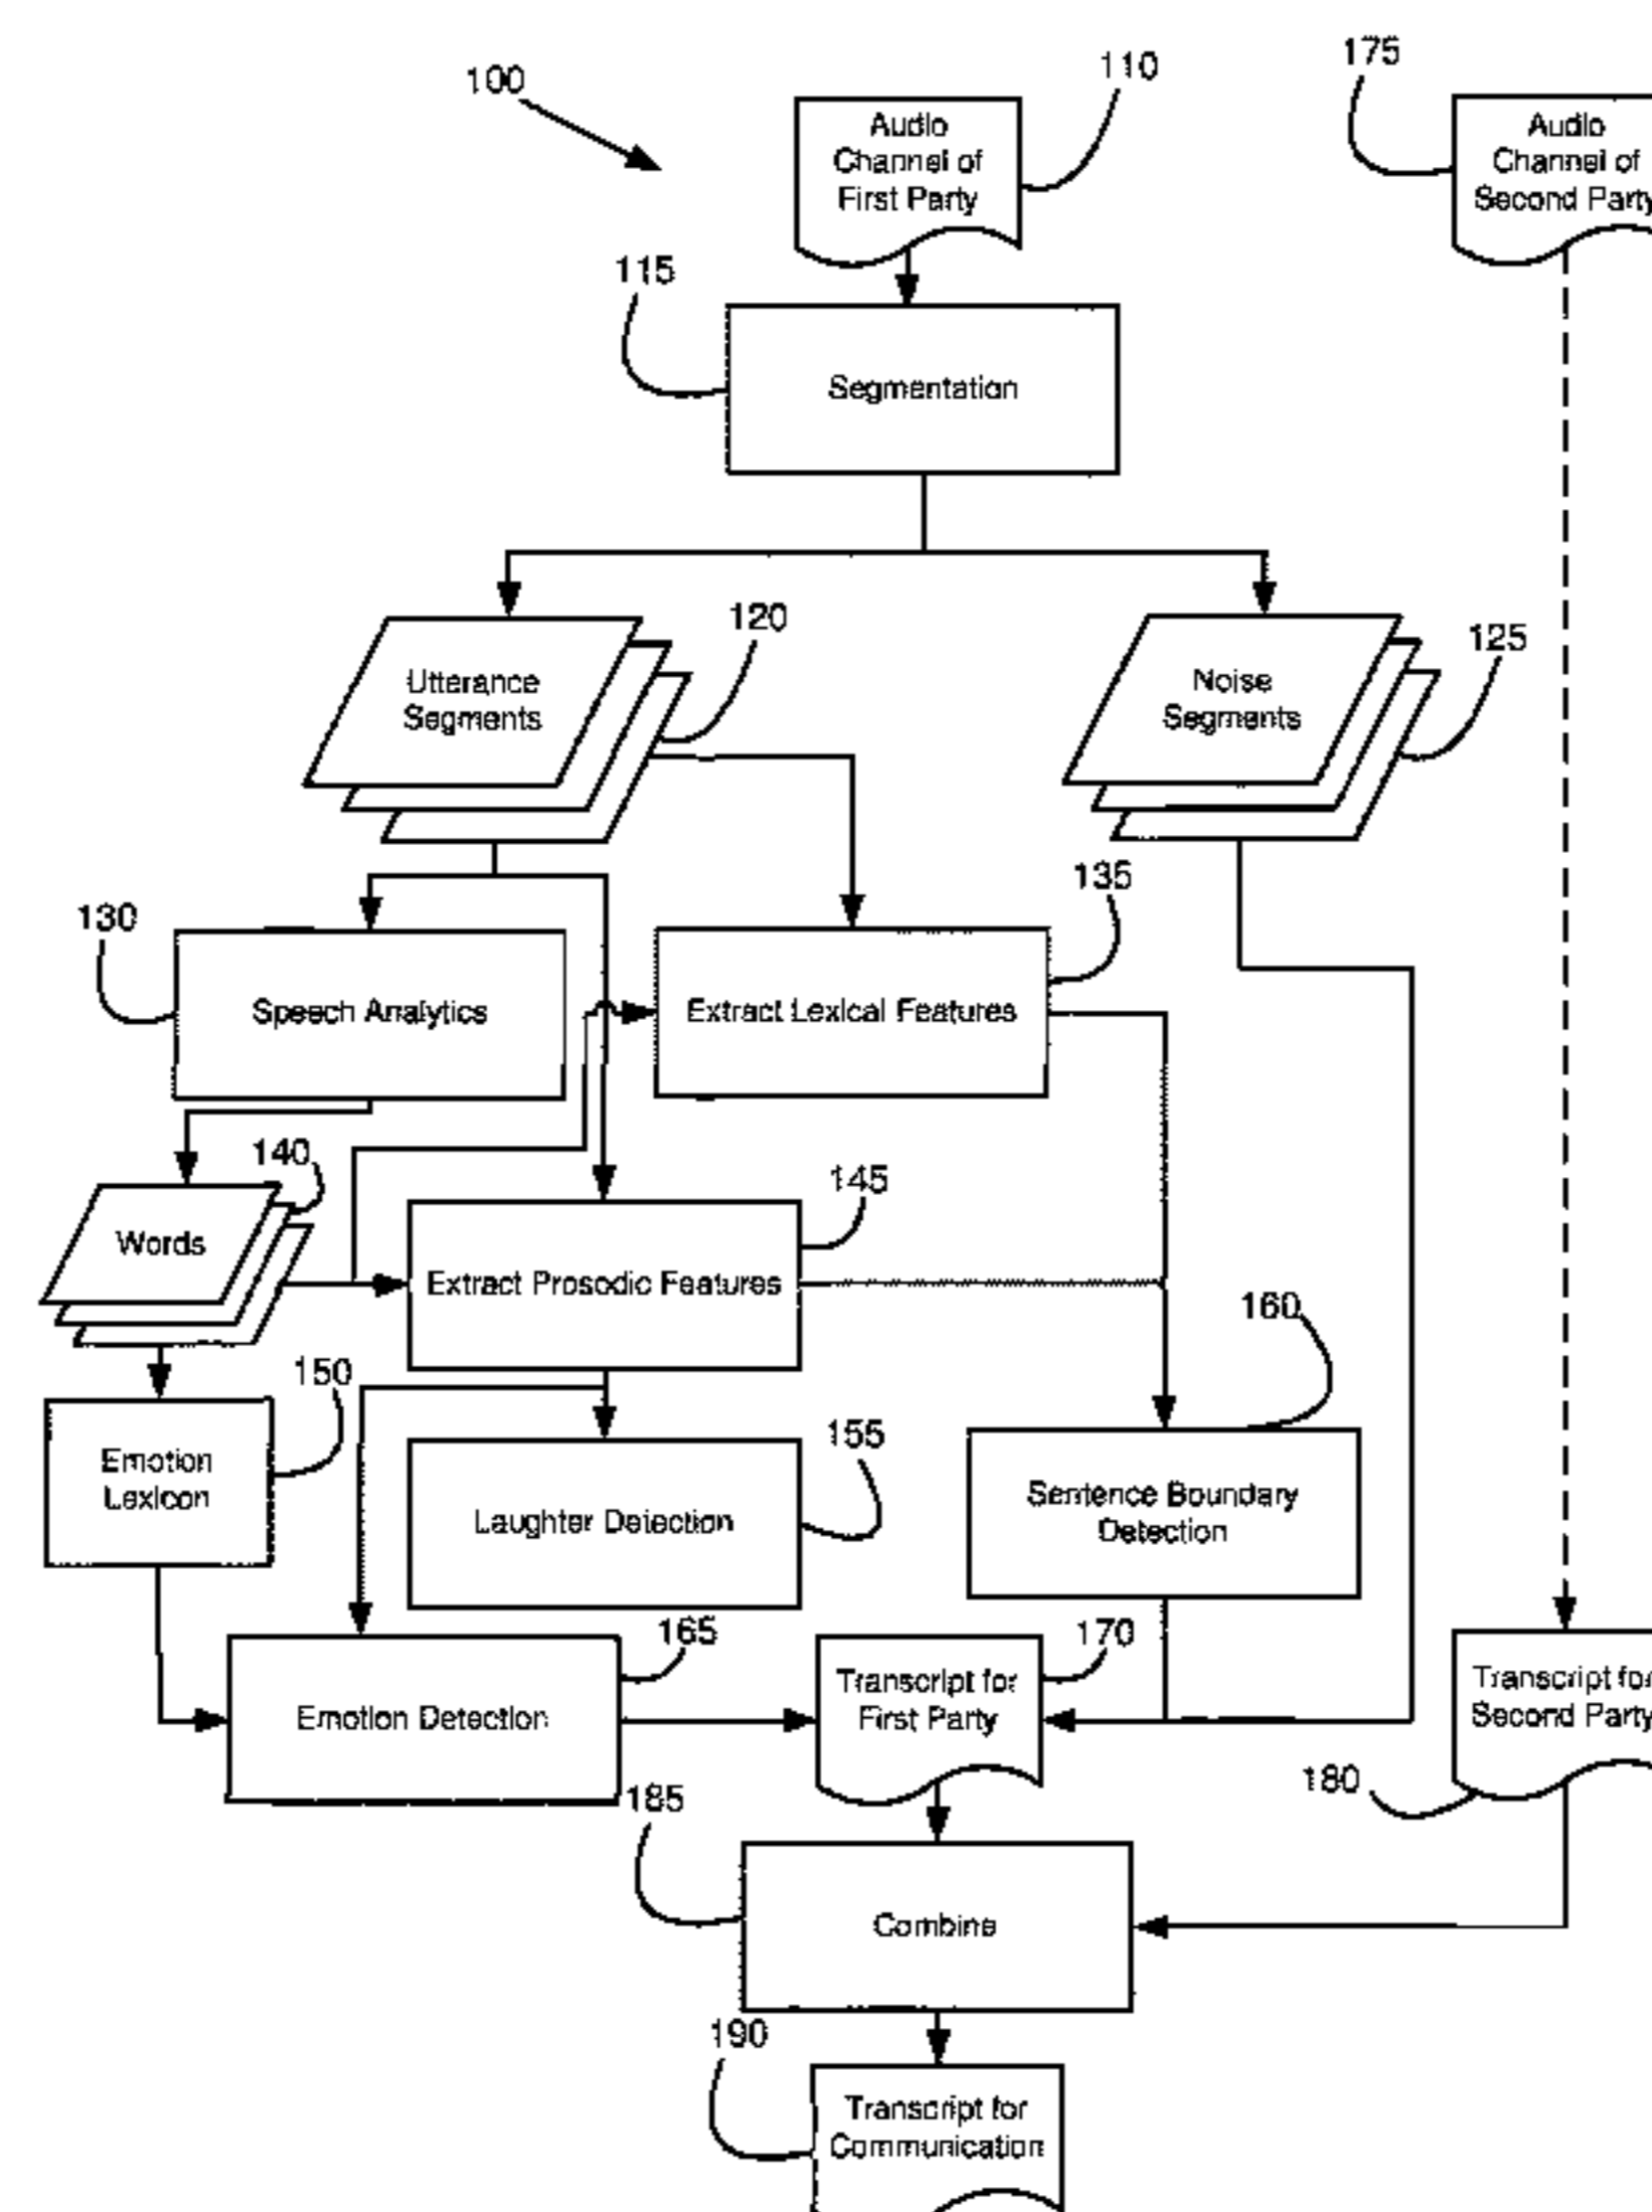 100
110
175
Audio
Channel of
First Party
Audio
Channel of
Second Party
115
Segmentation
120
125
Utterance
Segments
Noise
Segments
130
135
Speech Analytics
Extract Lexical Features
140
145
Words
Extract Prosodic Features
150
155
160
Emotion
Lexicon
Laughter Detection
Sentence Boundary
Detection
165
170
Emotion Detection
Transcript for
First Party
Transcript for
Second Party
180
185
Combine
190
Transcript for
Communication